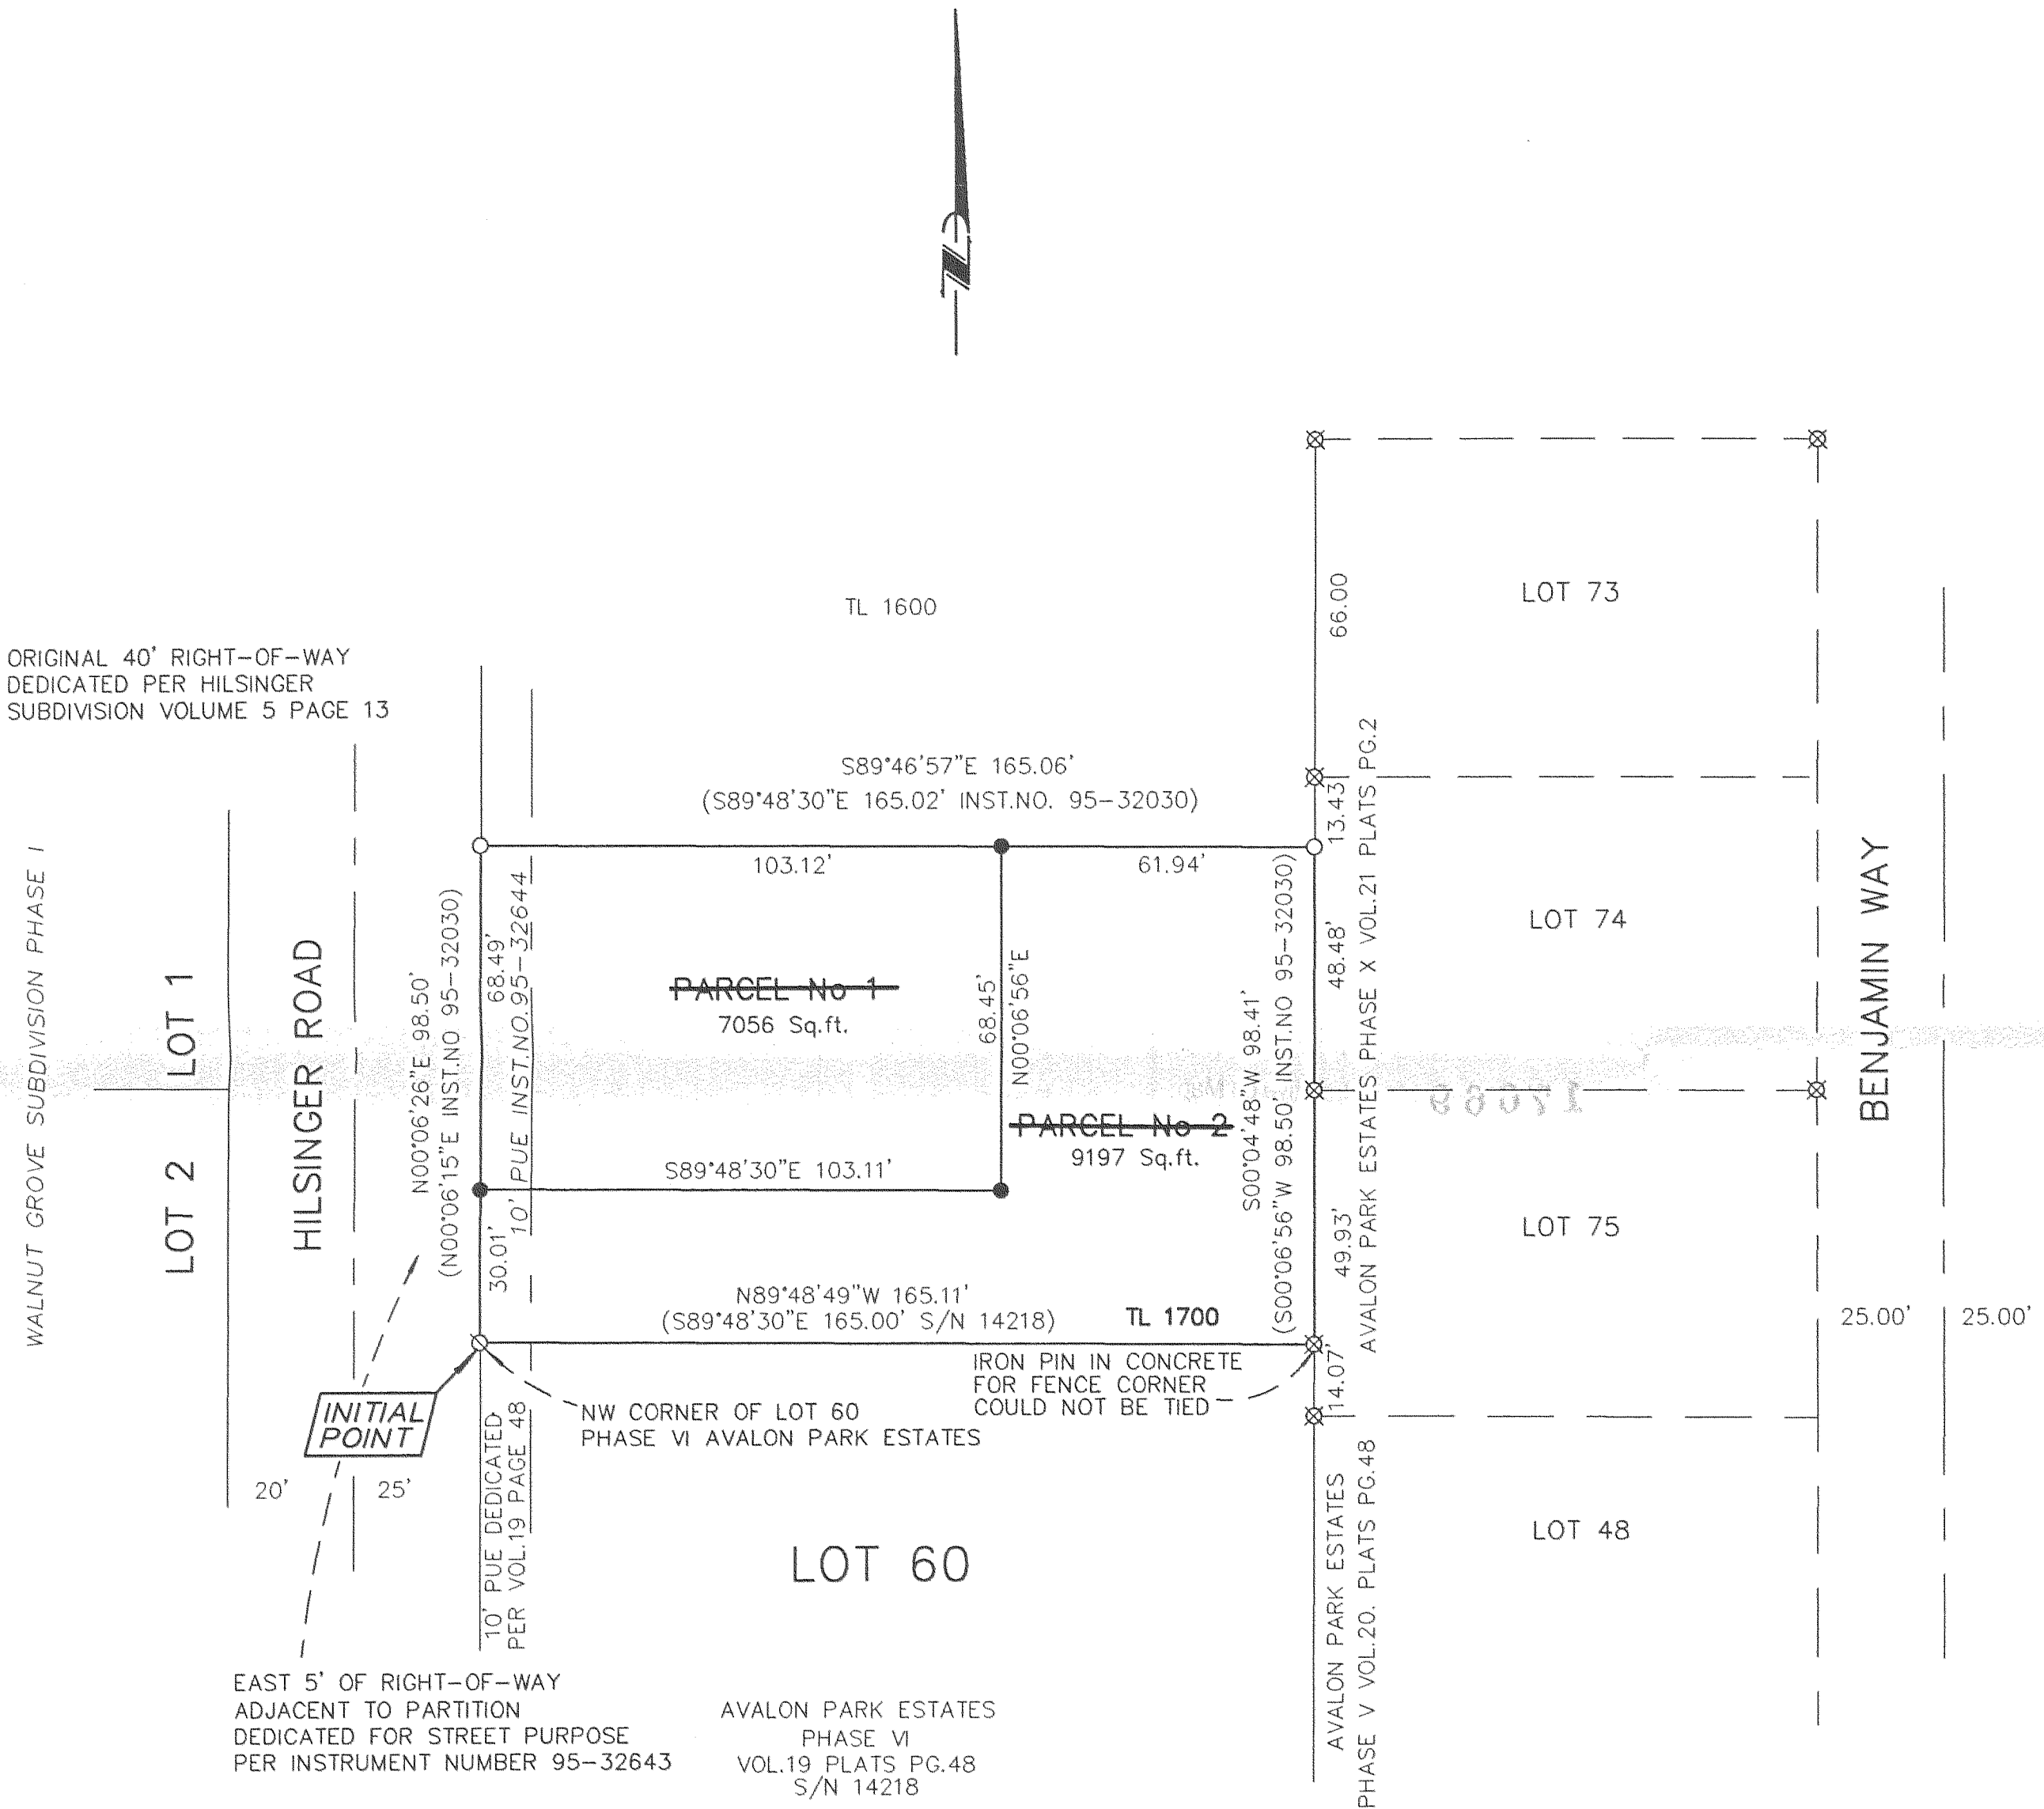 N
TL 1600
LOT 73
66.00
ORIGINAL 40' RIGHT-OF-WAY
DEDICATED PER HILSINGER
SUBDIVISION VOLUME 5 PAGE 13
S89°46'57"E 165.06'
(S89°48'30"E 165.02' INST.NO. 95-32030)
103.12'
61.94'
13.43'
WALNUT GROVE SUBDIVISION PHASE I
LOT 1
LOT 2
HILSINGER ROAD
N00°06'26"E 98.50'
(N00°06'15"E INST.NO 95-32030)
68.49'
10' PUE INST.NO.95-32644
PARCEL No 1
7056 Sq.ft.
68.45'
N00°06'56"E
PARCEL No 2
9197 Sq.ft.
S00°04'48"W 98.41'
(S00°06'56"W 98.50' INST.NO 95-32030)
48.48'
AVALON PARK ESTATES PHASE X VOL.21 PLATS PG.2
LOT 74
BENJAMIN WAY
S89°48'30"E 103.11'
30.01'
49.93'
LOT 75
N89°48'49"W 165.11'
(S89°48'30"E 165.00' S/N 14218)
TL 1700
25.00'
25.00'
IRON PIN IN CONCRETE
FOR FENCE CORNER
COULD NOT BE TIED
14.07'
INITIAL
POINT
NW CORNER OF LOT 60
PHASE VI AVALON PARK ESTATES
20'
25'
10' PUE DEDICATED
PER VOL.19 PAGE 48
LOT 60
LOT 48
AVALON PARK ESTATES
PHASE V VOL.20. PLATS PG.48
EAST 5' OF RIGHT-OF-WAY
ADJACENT TO PARTITION
DEDICATED FOR STREET PURPOSE
PER INSTRUMENT NUMBER 95-32643
AVALON PARK ESTATES
PHASE VI
VOL.19 PLATS PG.48
S/N 14218